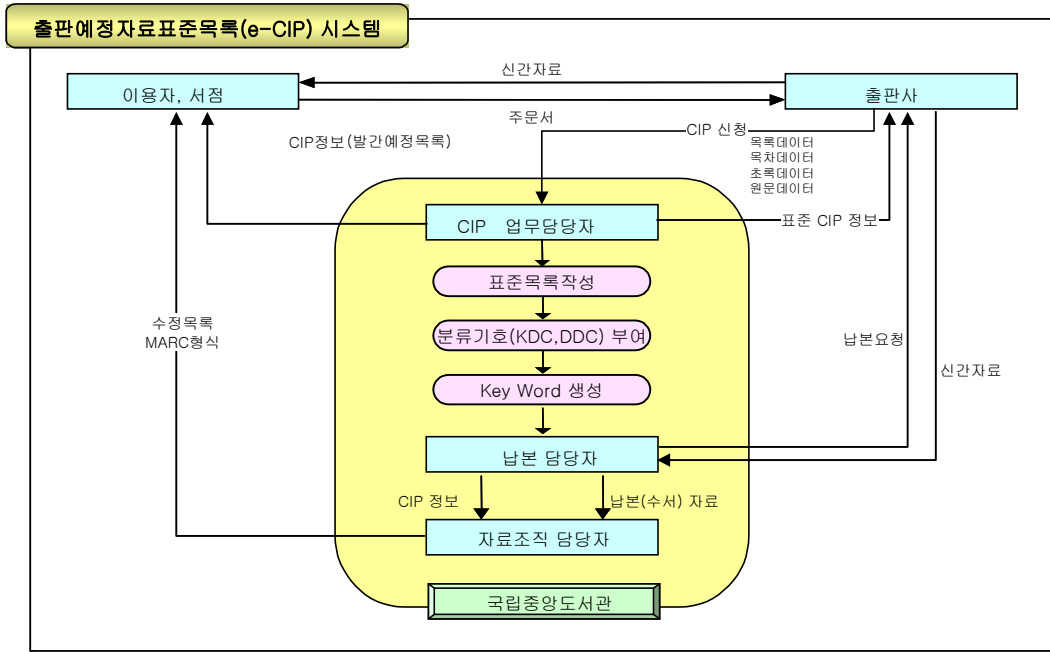 출판예정자료표준목록(e-CIP) 시스템
신간자료
이용자, 서점
출판사
주문서
CIP 신청
CIP정보(발간예정목록)
목록데이터
목차데이터
초록데이터
원문데이터
CIP 업무담당자
표준 CIP 정보
표준목록작성
수정목록
MARC형식
분류기호(KDC,DDC) 부여
납본요청
신간자료
Key Word 생성
납본 담당자
CIP 정보
납본(수서) 자료
자료조직 담당자
국립중앙도서관